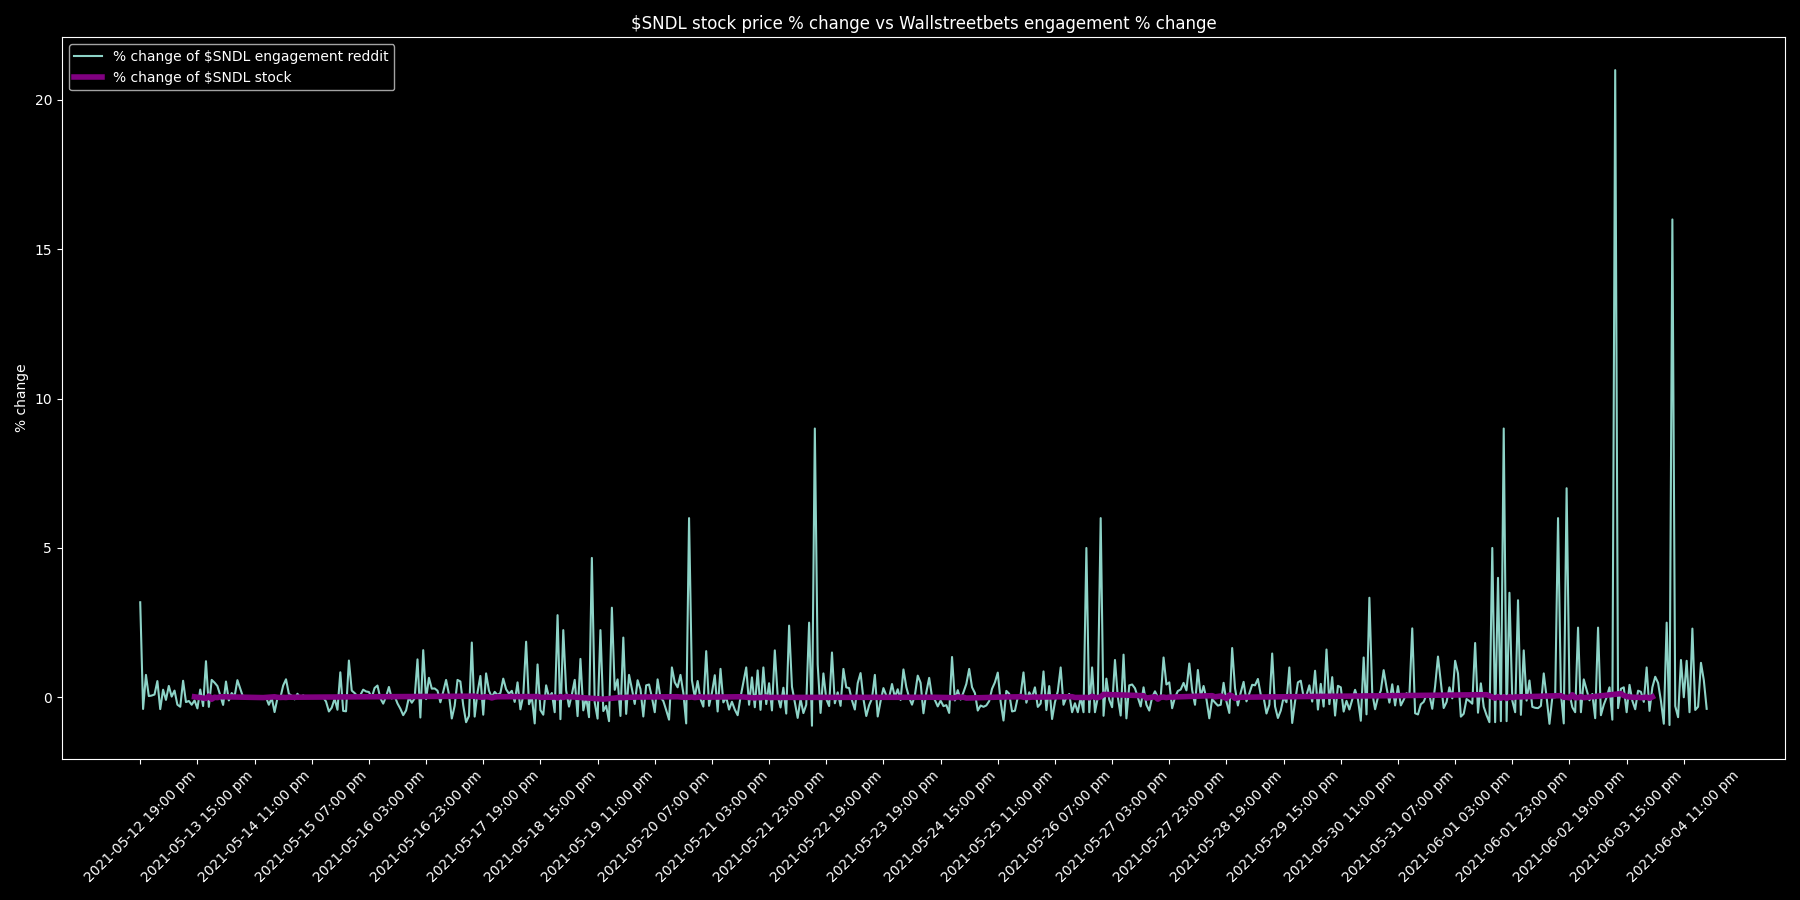 $SNDL stock price % change vs Wallstreetbets engagement % change
% change of $SNDL engagement reddit
% change of $SNDL stock
% change
20
15
10
5
0
2021-05-12 19:00 pm
2021-05-13 15:00 pm
2021-05-14 11:00 pm
2021-05-15 07:00 pm
2021-05-16 03:00 pm
2021-05-16 23:00 pm
2021-05-17 19:00 pm
2021-05-18 15:00 pm
2021-05-19 11:00 pm
2021-05-20 07:00 pm
2021-05-21 03:00 pm
2021-05-21 23:00 pm
2021-05-22 19:00 pm
2021-05-23 19:00 pm
2021-05-24 15:00 pm
2021-05-25 11:00 pm
2021-05-26 07:00 pm
2021-05-27 03:00 pm
2021-05-27 23:00 pm
2021-05-28 19:00 pm
2021-05-29 15:00 pm
2021-05-30 11:00 pm
2021-05-31 07:00 pm
2021-06-01 03:00 pm
2021-06-01 23:00 pm
2021-06-02 19:00 pm
2021-06-03 15:00 pm
2021-06-04 11:00 pm